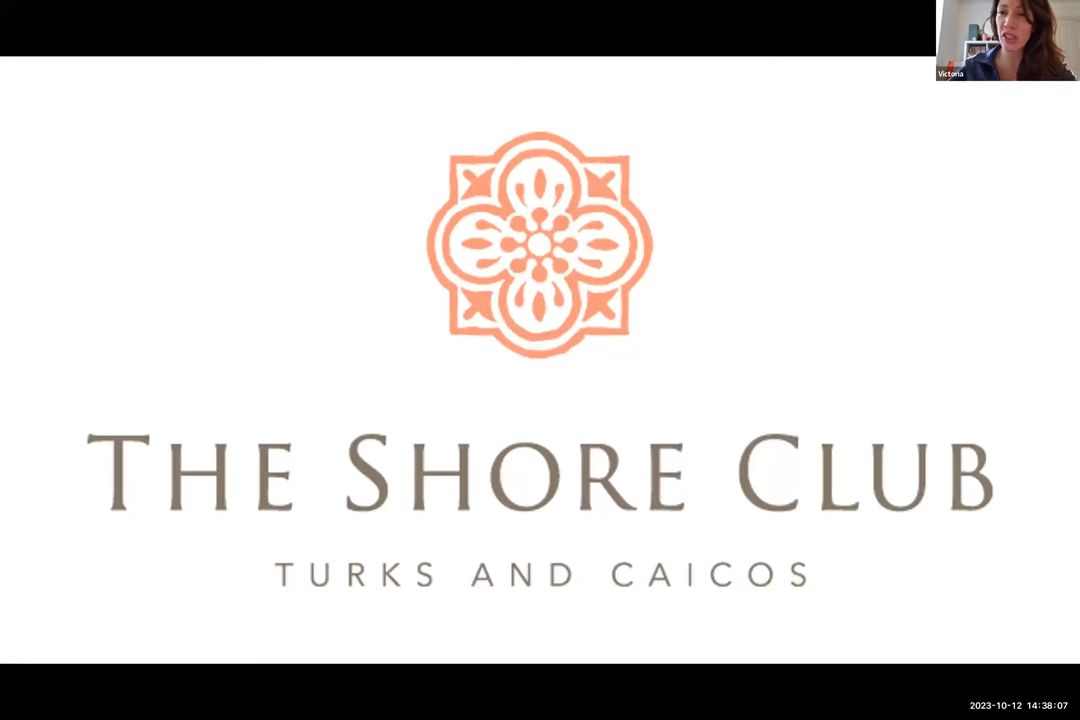 Victoria
THE SHORE CLUB
TURKS AND CAICOS
2023-10-12 14:38:07